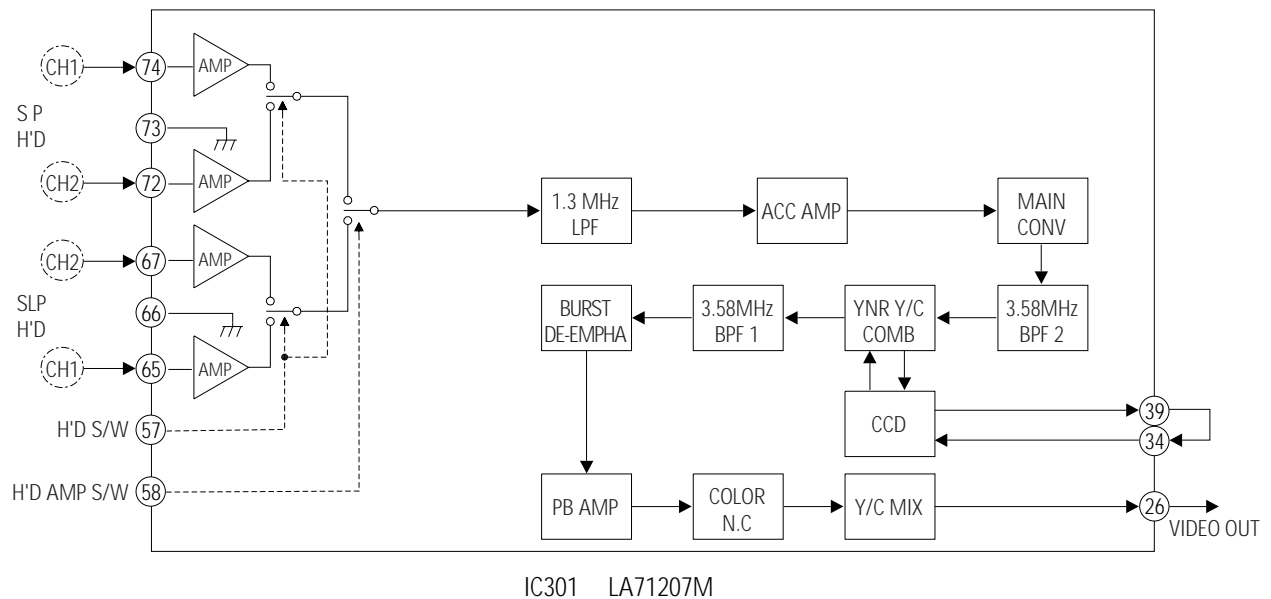 CH1
74
AMP
S P
H'D
73
CH2
72
AMP
1.3 MHz
LPF
ACC AMP
MAIN
CONV
CH2
67
AMP
SLP
H'D
66
BURST
DE-EMPHA
3.58MHz
BPF 1
YNR Y/C
COMB
3.58MHz
BPF 2
CH1
65
AMP
CCD
39
34
H'D S/W
57
H'D AMP S/W
58
PB AMP
COLOR
N.C
Y/C MIX
26
VIDEO OUT
IC301 LA71207M